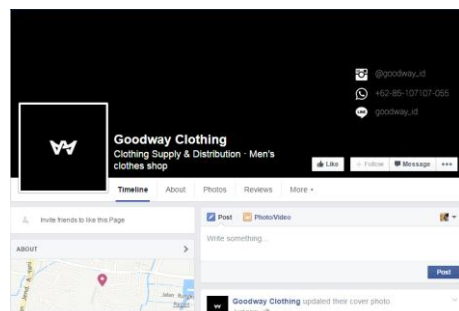 @goodway_id
+62-85-107107-055
goodway_id
Goodway Clothing
Clothing Supply & Distribution · Men's
clothes shop
Like
Follow
Message
Timeline
About
Photos
Reviews
More
Invite friends to like this Page
Post
Photo/Video
ABOUT
Write something...
Post
Goodway Clothing updated their cover photo.